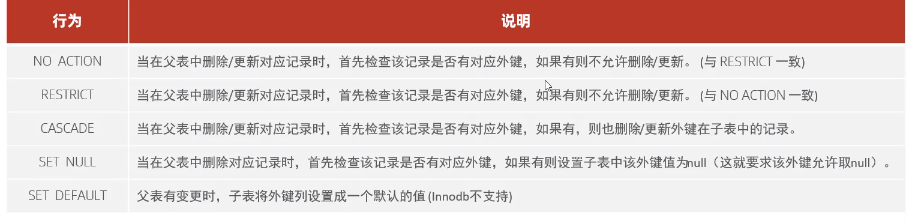 行为 说明
NO ACTION 当在父表中删除/更新对应记录时，首先检查该记录是否有对应外键，如果有则不允许删除/更新。 (与 RESTRICT 一致)
RESTRICT 当在父表中删除/更新对应记录时，首先检查该记录是否有对应外键，如果有则不允许删除/更新。 (与 NO ACTION 一致)
CASCADE 当在父表中删除/更新对应记录时，首先检查该记录是否有对应外键，如果有，则也删除/更新外键在子表中的记录。
SET NULL 当在父表中删除对应记录时，首先检查该记录是否有对应外键，如果有则设置子表中该外键值为null（这就要求该外键允许取null）。
SET DEFAULT 父表有变更时，子表将外键列设置成一个默认的值 (Innodb不支持)